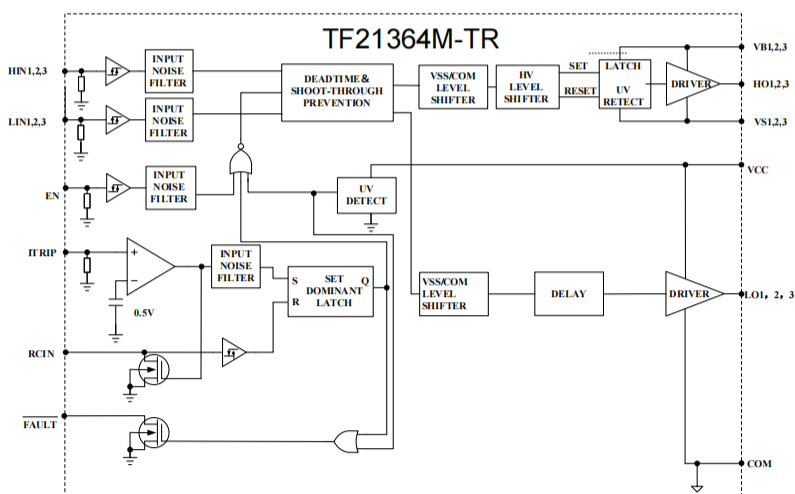 TF21364M-TR
HIN1,2,3
INPUT
NOISE
FILTER
DEADTIME&
SHOOT-THROUGH
PREVENTION
VSS/COM
LEVEL
SHIFTER
HV
LEVEL
SHIFTER
SET
RESET
LATCH
UV
RETECT
DRIVER
VB1,2,3
HO1,2,3
VS1,2,3
LIN1,2,3
INPUT
NOISE
FILTER
EN
INPUT
NOISE
FILTER
UV
DETECT
VCC
ITRIP
+
−
0.5V
INPUT
NOISE
FILTER
S
R
SET
DOMINANT
LATCH
Q
VSS/COM
LEVEL
SHIFTER
DELAY
DRIVER
LO1, 2, 3
RCIN
FAULT
COM